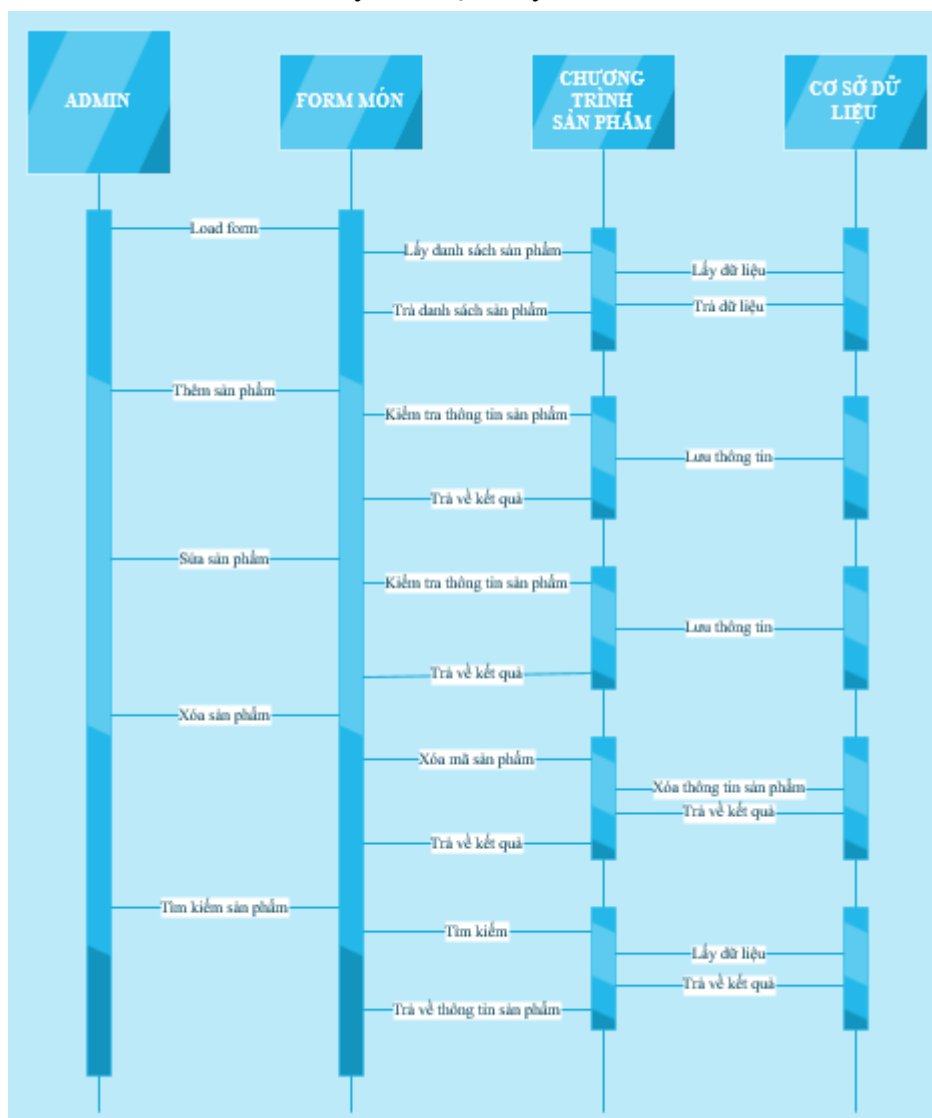 ADMIN
FORM MÓN
CHƯƠNG
TRÌNH
SẢN PHẨM
CƠ SỞ DỮ
LIỆU
Load form
Lấy danh sách sản phẩm
Lấy dữ liệu
Trả dữ liệu
Trả danh sách sản phẩm
Thêm sản phẩm
Kiểm tra thông tin sản phẩm
Lưu thông tin
Trả về kết quả
Sửa sản phẩm
Kiểm tra thông tin sản phẩm
Lưu thông tin
Trả về kết quả
Xóa sản phẩm
Xóa mã sản phẩm
Xóa thông tin sản phẩm
Trả về kết quả
Trả về kết quả
Tìm kiếm sản phẩm
Tìm kiếm
Lấy dữ liệu
Trả về kết quả
Trả về thông tin sản phẩm